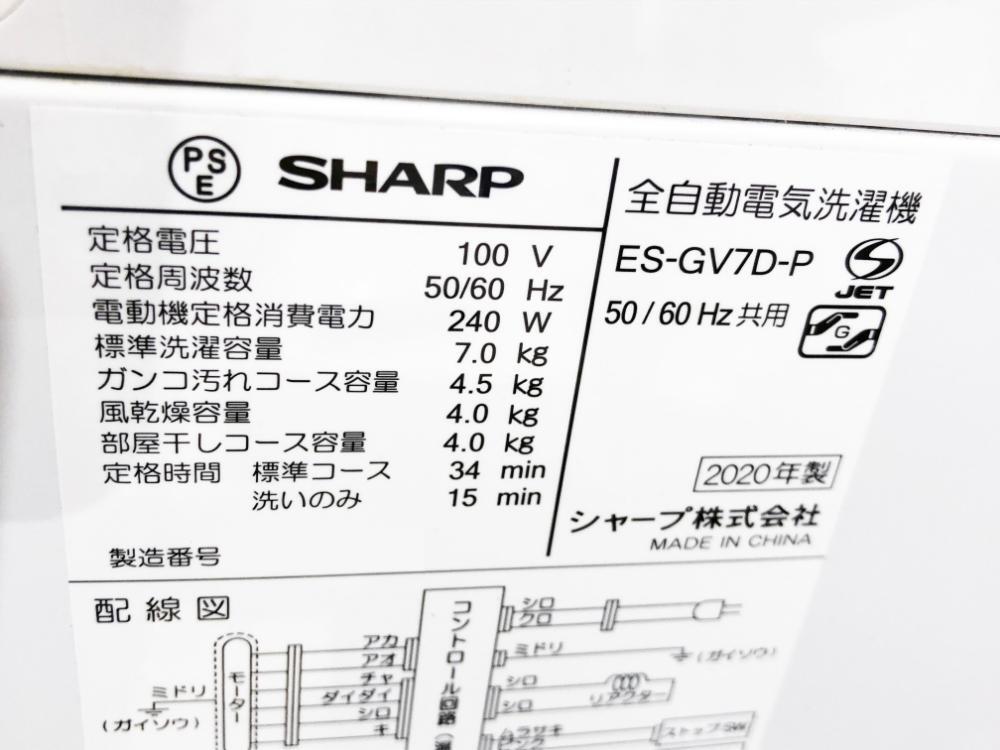 PSE SHARP
定格電圧 100 V
定格周波数 50/60 Hz
電動機定格消費電力 240 W
標準洗濯容量 7.0 kg
ガンコ汚れコース容量 4.5 kg
風乾燥容量 4.0 kg
部屋干しコース容量 4.0 kg
定格時間 標準コース 34 min
洗いのみ 15 min
製造番号
全自動電気洗濯機
ES-GV7D-P
JET
50/60 Hz 共用
G
2020年製
シャープ株式会社
MADE IN CHINA
配線図
ミドリ
(ガイソウ)
モーター
アカ
アオ
チャ
ダイダイ
シロ
キ
コントロール回路
シロ
クロ
ミドリ
(ガイソウ)
シロ
シロ
リアクタ
ムラサキ
ピンク
ストップSW